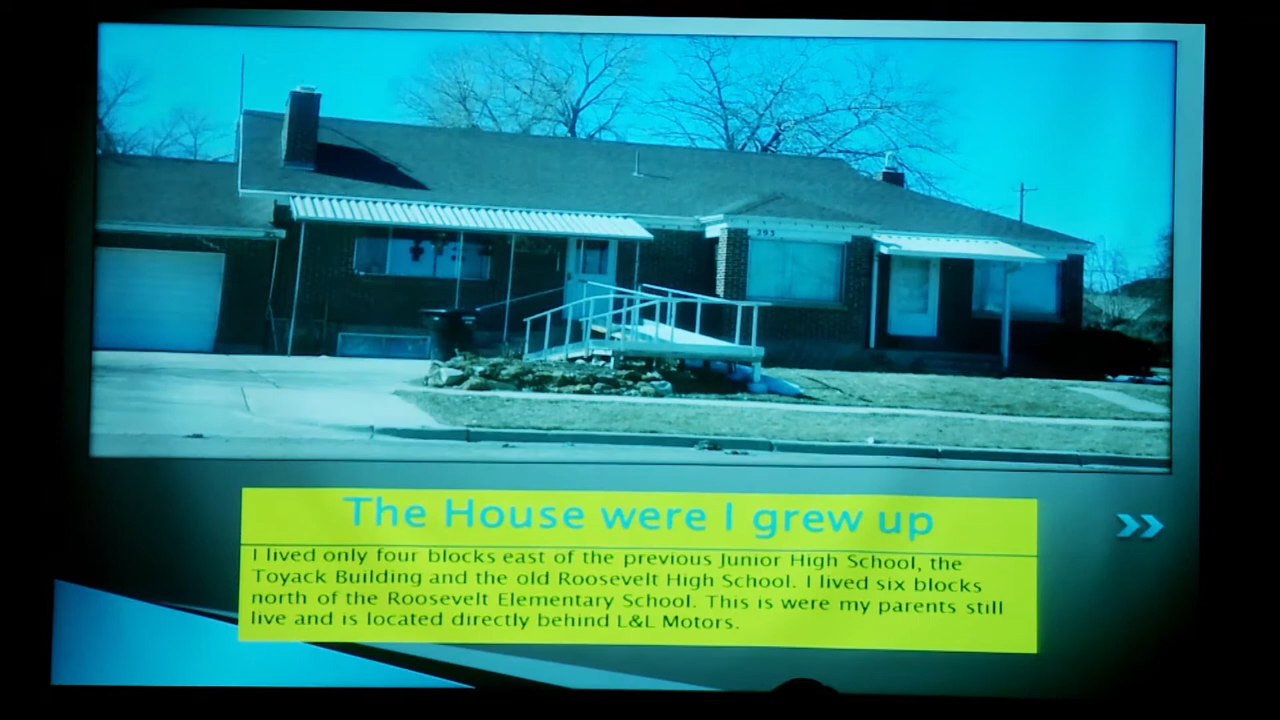 393
The House were I grew up
I lived only four blocks east of the previous Junior High School, the
Toyack Building and the old Roosevelt High School. I lived six blocks
north of the Roosevelt Elementary School. This is were my parents still
live and is located directly behind L&L Motors.